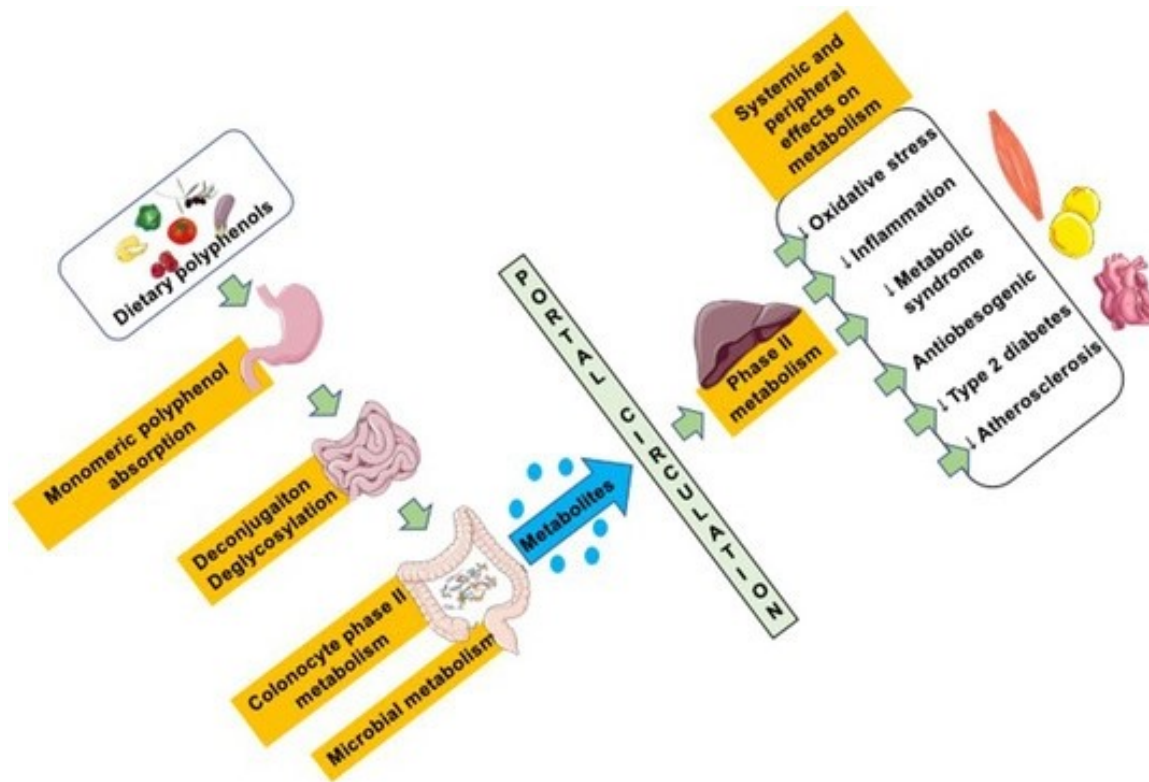 Dietary polyphenols
Monomeric polyphenol
absorption
Deconjugaiton
Deglycosylation
Colonocyte phase II
metabolism
Microbial metabolism
Metabolites
PORTAL CIRCULATION
Phase II
metabolism
Systemic and
peripheral
effects on
metabolism
↓ Oxidative stress
↓ Inflammation
↓ Metabolic
syndrome
Antiobesogenic
↓ Type 2 diabetes
↓ Atherosclerosis